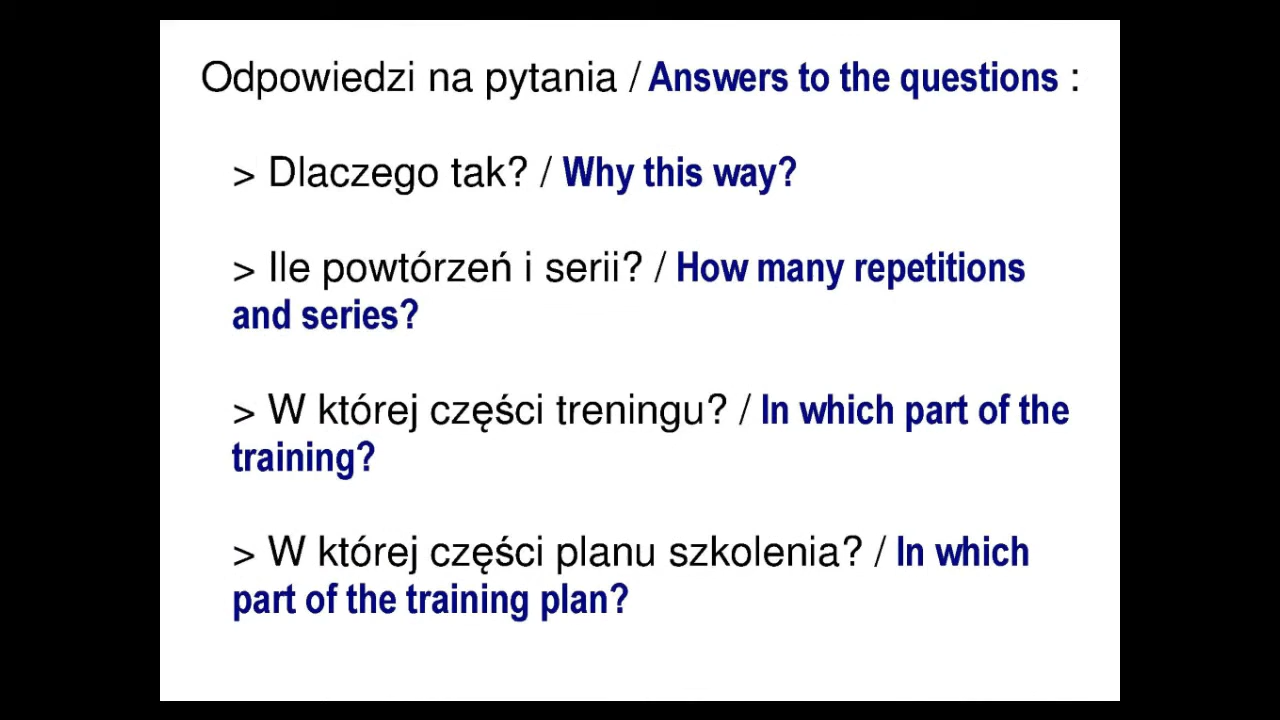 Odpowiedzi na pytania / Answers to the questions :
> Dlaczego tak? / Why this way?
> Ile powtórzeń i serii? / How many repetitions
and series?
> W której części treningu? / In which part of the
training?
> W której części planu szkolenia? / In which
part of the training plan?